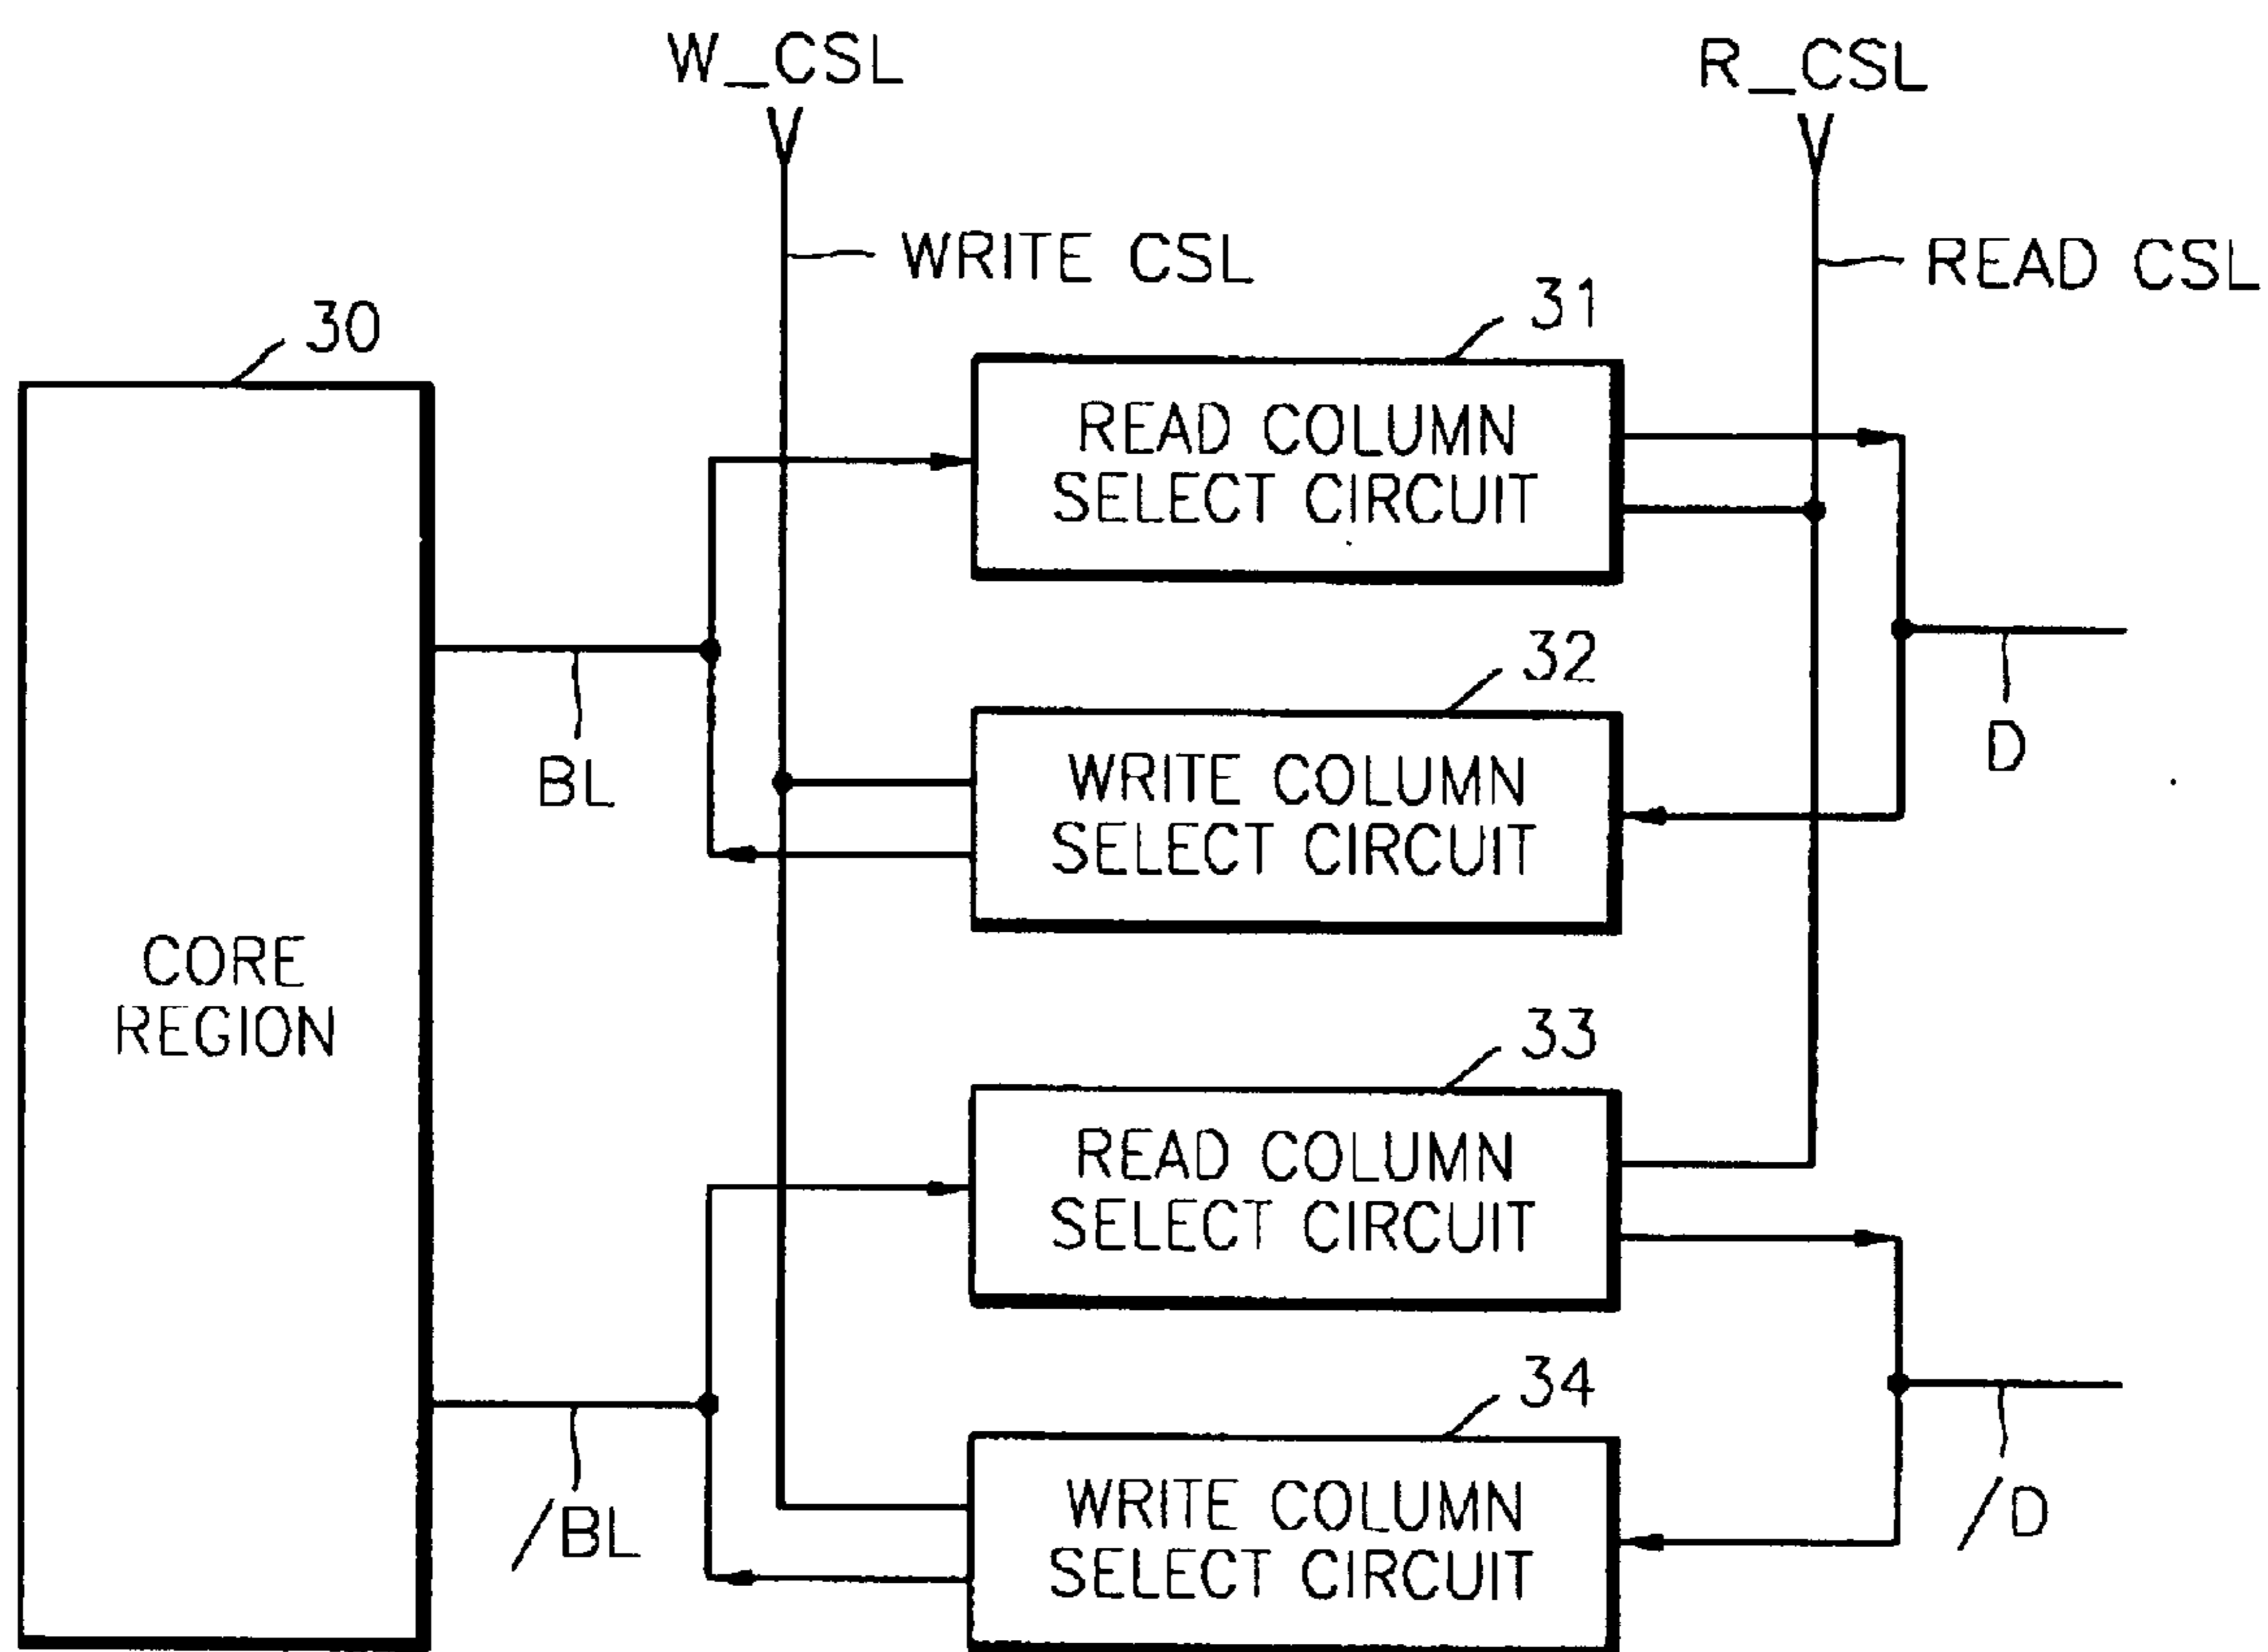 W_CSL
R_CSL
WRITE CSL
READ CSL
30
31
READ COLUMN
SELECT CIRCUIT
32
BL
WRITE COLUMN
SELECT CIRCUIT
D
CORE
REGION
33
READ COLUMN
SELECT CIRCUIT
34
/BL
WRITE COLUMN
SELECT CIRCUIT
/D